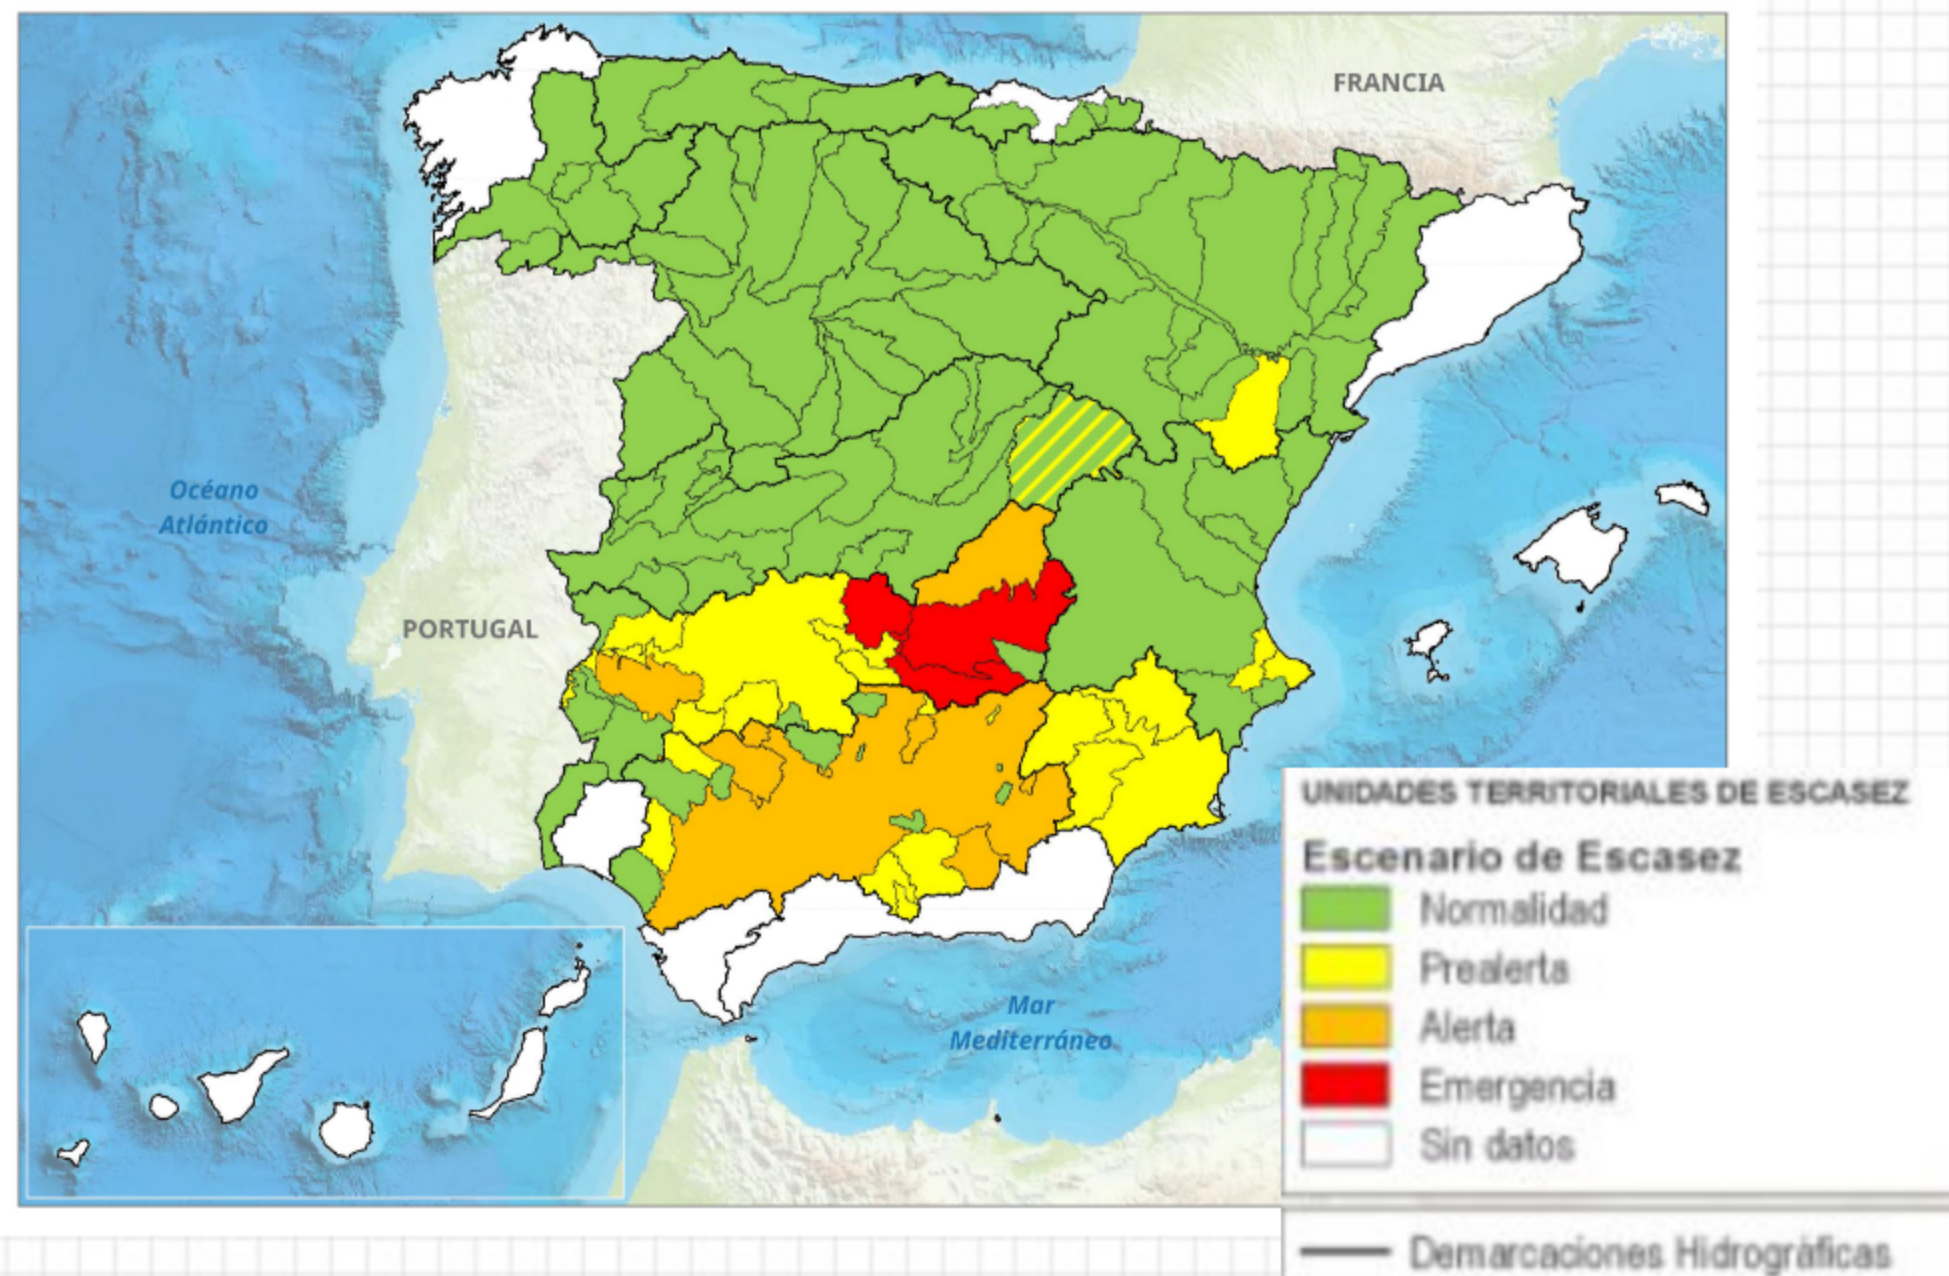 FRANCIA
Océano
Atlántico
PORTUGAL
Mar
Mediterráneo
UNIDADES TERRITORIALES DE ESCASEZ
Escenario de Escasez
Normalidad
Prealerta
Alerta
Emergencia
Sin datos
Demarcaciones Hidrográficas